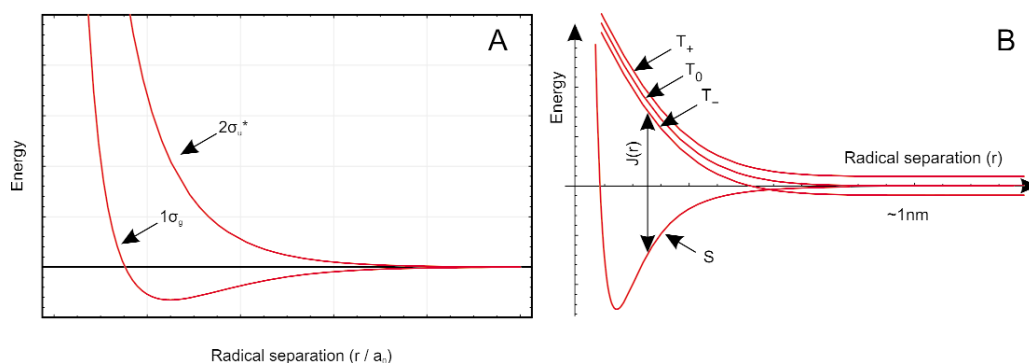 A
Energy
2σᵤ*
1σg
Radical separation (r / a₀)
B
Energy
T₊
T₀
T₋
J(r)
Radical separation (r)
~1nm
S